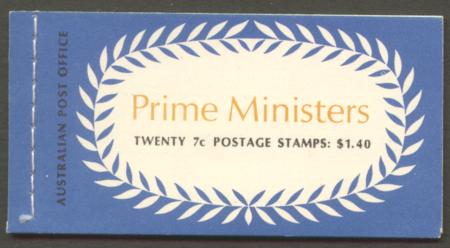 AUSTRALIAN POST OFFICE
Prime Ministers
TWENTY 7c POSTAGE STAMPS: $1.40